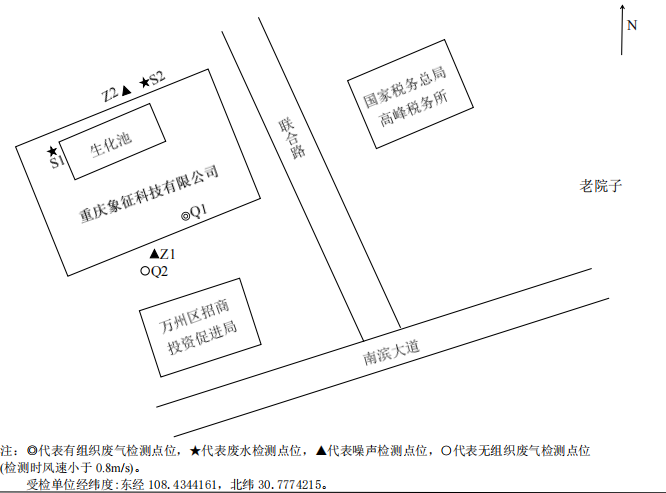 N
Z2▲ ★S2
国家税务总局
高峰税务所
联合路
生化池
★
S1
老院子
重庆象征科技有限公司
◎Q1
▲Z1
○Q2
万州区招商
投资促进局
南滨大道
注：◎代表有组织废气检测点位，★代表废水检测点位，▲代表噪声检测点位，○代表无组织废气检测点位
(检测时风速小于 0.8m/s)。
受检单位经纬度:东经 108.4344161，北纬 30.7774215。